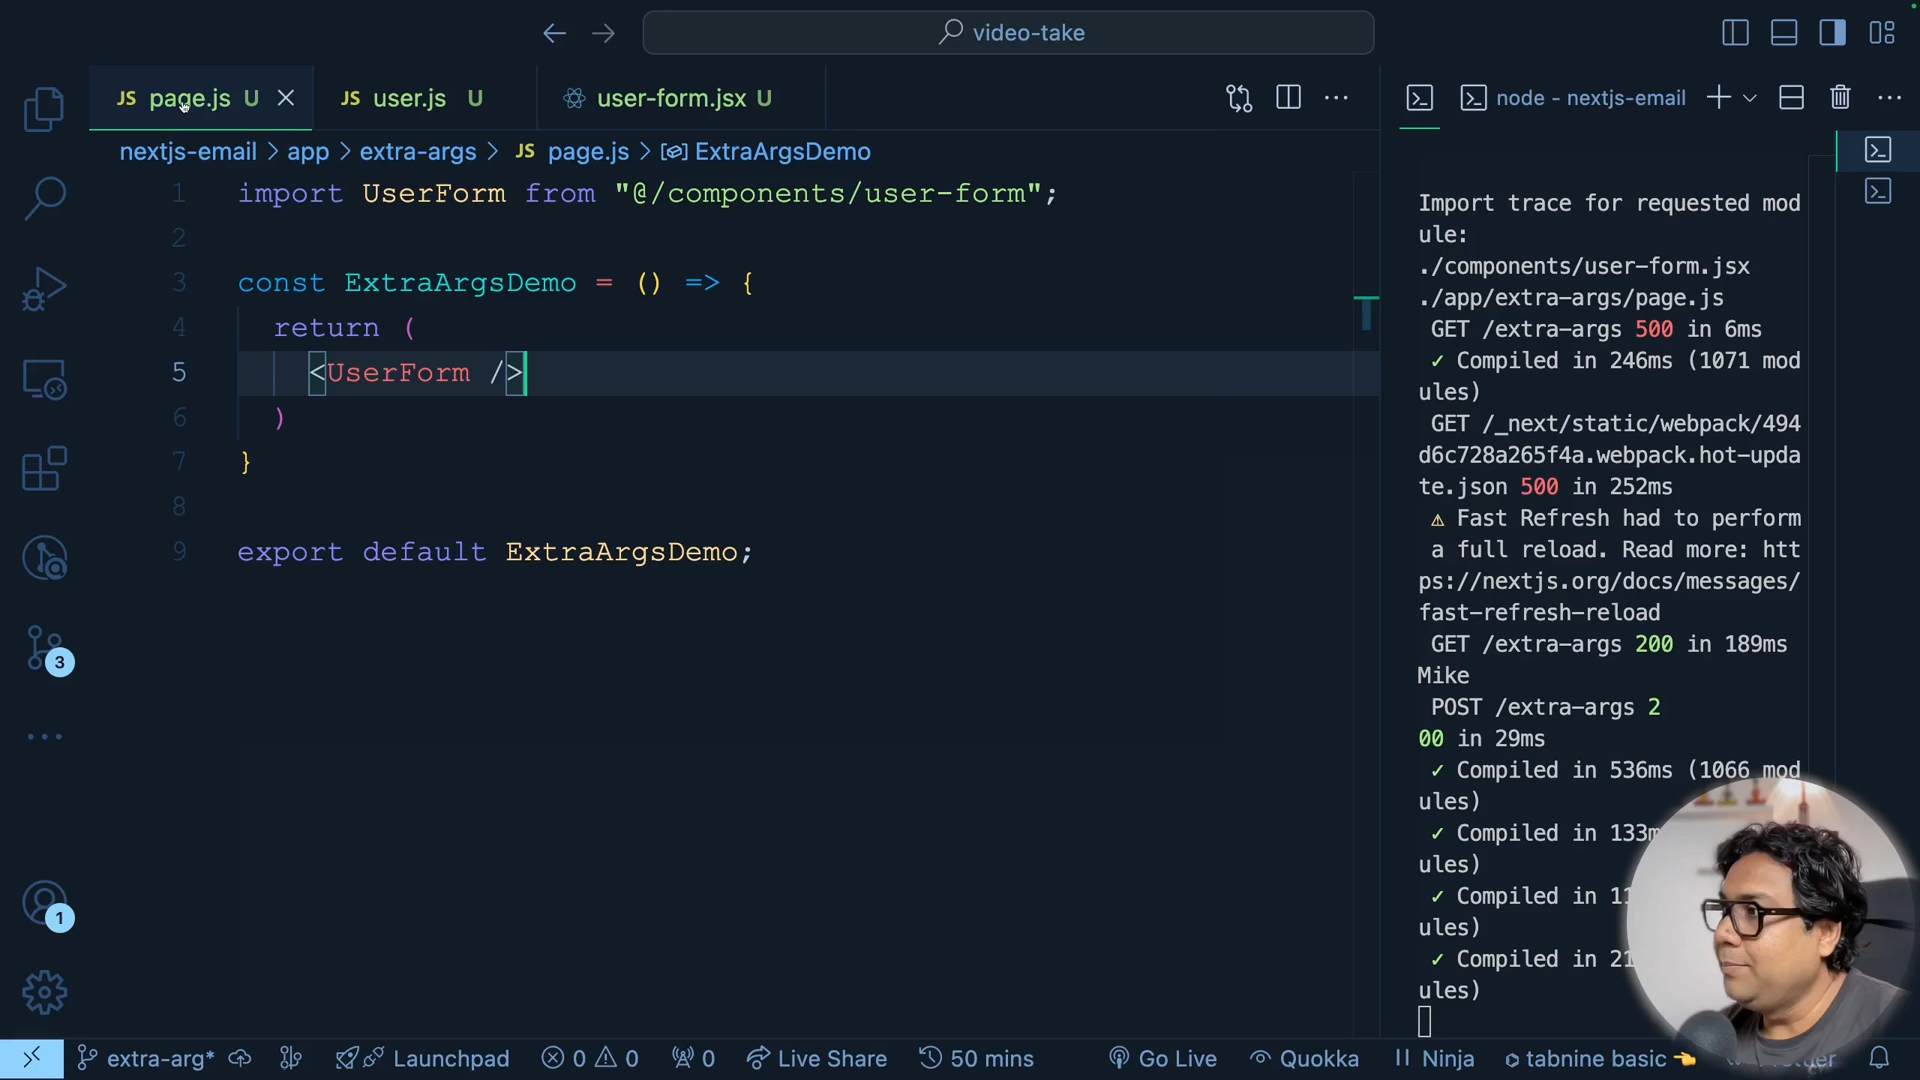 video-take
JS page.js U
JS user.js U
user-form.jsx U
node - nextjs-email
nextjs-email > app > extra-args > JS page.js > ExtraArgsDemo
1 import UserForm from "@/components/user-form";
2
3 const ExtraArgsDemo = () => {
4 return (
5 <UserForm />
6 )
7 }
8
9 export default ExtraArgsDemo;
Import trace for requested mod
ule:
./components/user-form.jsx
./app/extra-args/page.js
GET /extra-args 500 in 6ms
✓ Compiled in 246ms (1071 mod
ules)
GET /_next/static/webpack/494
d6c728a265f4a.webpack.hot-upda
te.json 500 in 252ms
⚠ Fast Refresh had to perform
a full reload. Read more: htt
ps://nextjs.org/docs/messages/
fast-refresh-reload
GET /extra-args 200 in 189ms
Mike
POST /extra-args 2
00 in 29ms
✓ Compiled in 536ms (1066 mod
ules)
✓ Compiled in 133m
ules)
✓ Compiled in 11
ules)
✓ Compiled in 21
ules)
3
1
extra-arg* Launchpad 0 0 0 Live Share 50 mins Go Live Quokka Ninja tabnine basic 👈